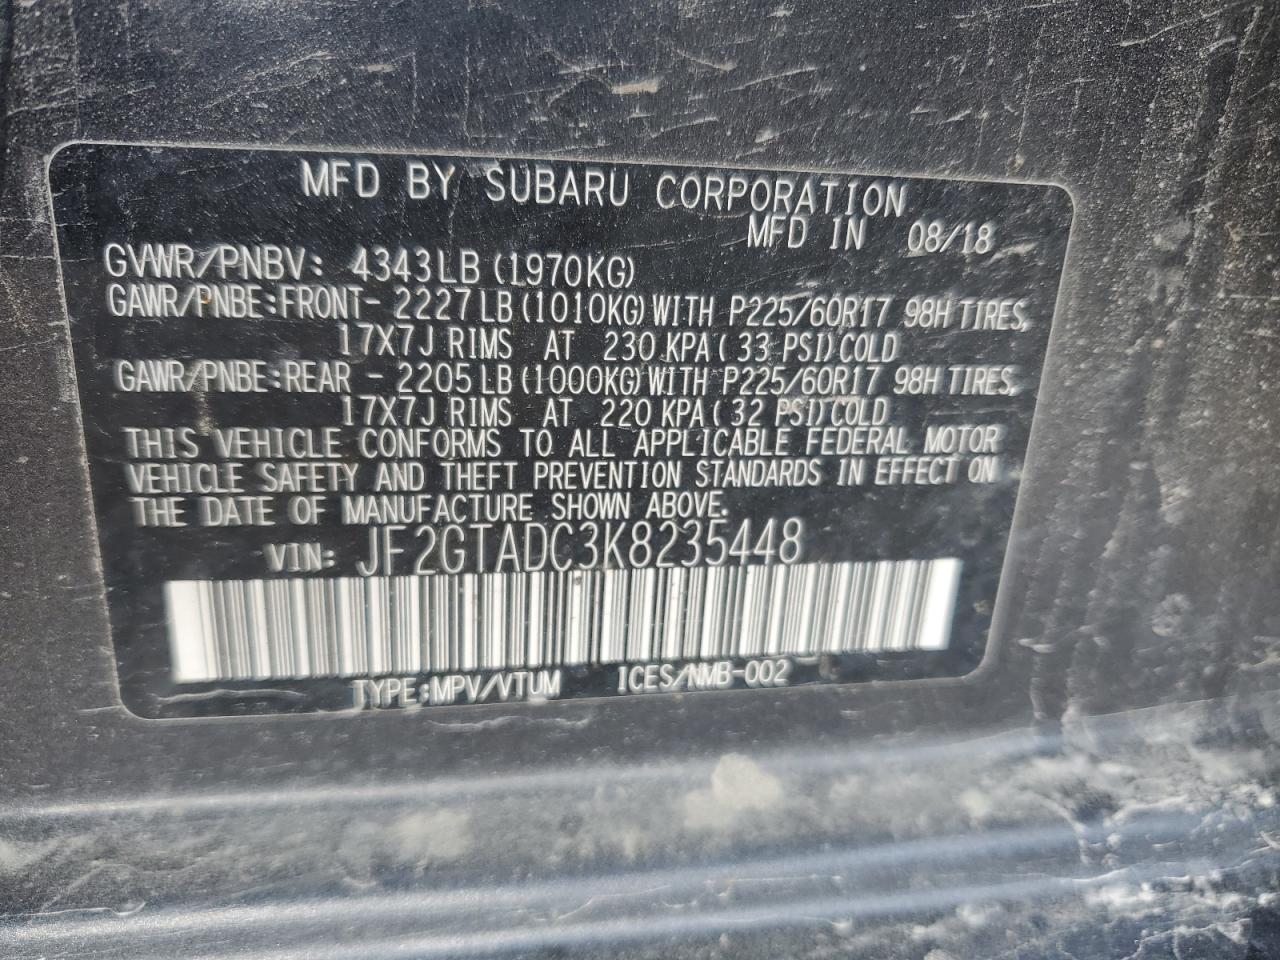 MFD BY SUBARU CORPORATION
MFD IN 08/18
GVWR/PNBV: 4343LB(1970KG)
GAWR/PNBE:FRONT- 2227LB(1010KG)WITH P225/60R17 98H TIRES,
17X7J RIMS AT 230 KPA( 33 PSI)COLD
GAWR/PNBE:REAR - 2205LB(1000KG)WITH P225/60R17 98H TIRES,
17X7J RIMS AT 220 KPA( 32 PSI)COLD
THIS VEHICLE CONFORMS TO ALL APPLICABLE FEDERAL MOTOR
VEHICLE SAFETY AND THEFT PREVENTION STANDARDS IN EFFECT ON
THE DATE OF MANUFACTURE SHOWN ABOVE.
VIN: JF2GTADC3K8235448
TYPE:MPV/VTUM ICES/NMB-002